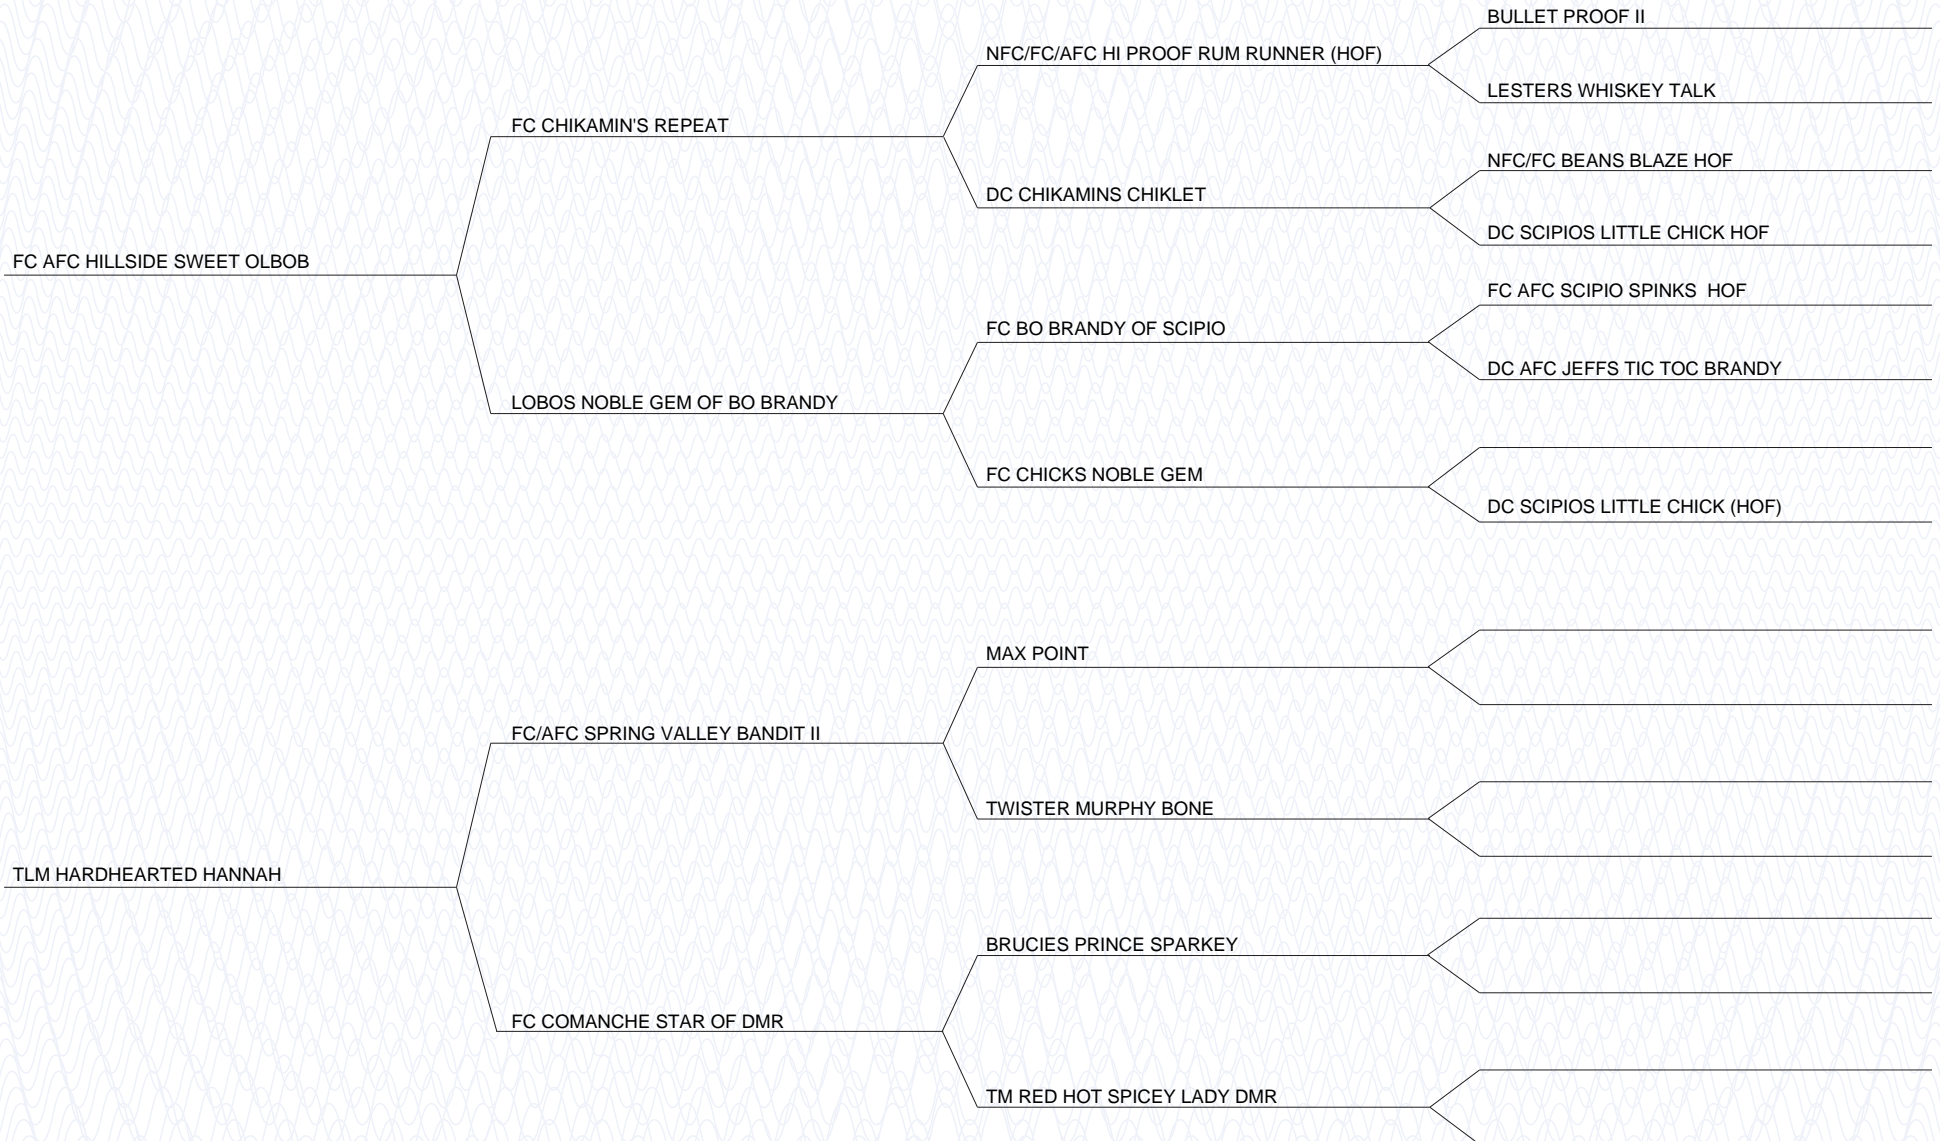 BULLET PROOF II
NFC/FC/AFC HI PROOF RUM RUNNER (HOF)
LESTERS WHISKEY TALK
FC CHIKAMIN'S REPEAT
NFC/FC BEANS BLAZE HOF
DC CHIKAMINS CHIKLET
DC SCIPIOS LITTLE CHICK HOF
FC AFC HILLSIDE SWEET OLBOB
FC AFC SCIPIO SPINKS  HOF
FC BO BRANDY OF SCIPIO
DC AFC JEFFS TIC TOC BRANDY
LOBOS NOBLE GEM OF BO BRANDY
FC CHICKS NOBLE GEM
DC SCIPIOS LITTLE CHICK (HOF)
MAX POINT
FC/AFC SPRING VALLEY BANDIT II
TWISTER MURPHY BONE
TLM HARDHEARTED HANNAH
BRUCIES PRINCE SPARKEY
FC COMANCHE STAR OF DMR
TM RED HOT SPICEY LADY DMR